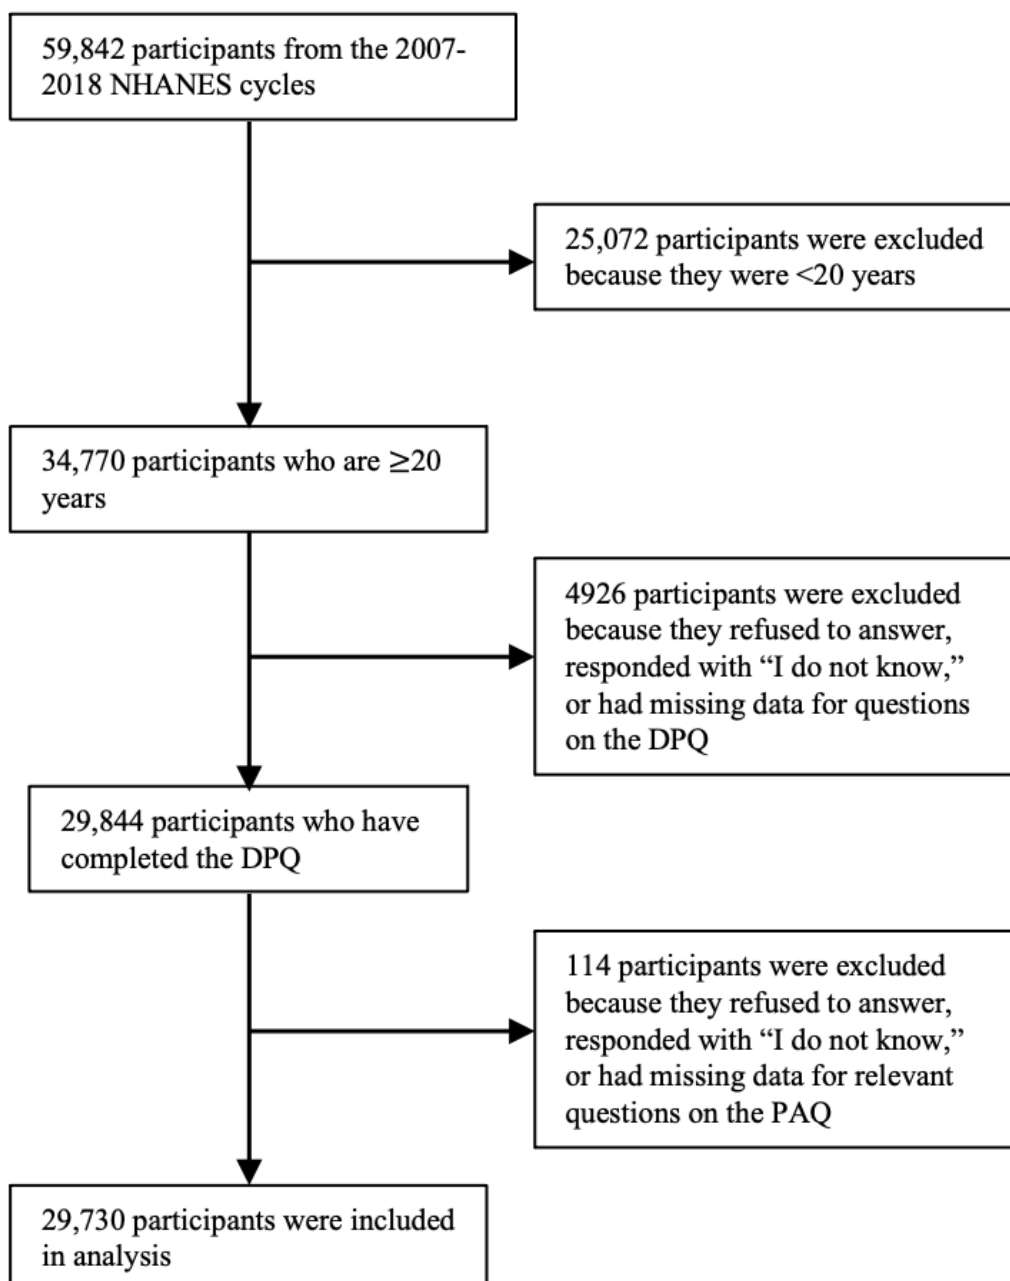 59,842 participants from the 2007-
2018 NHANES cycles
25,072 participants were excluded
because they were <20 years
34,770 participants who are ≥20
years
4926 participants were excluded
because they refused to answer,
responded with “I do not know,”
or had missing data for questions
on the DPQ
29,844 participants who have
completed the DPQ
114 participants were excluded
because they refused to answer,
responded with “I do not know,”
or had missing data for relevant
questions on the PAQ
29,730 participants were included
in analysis